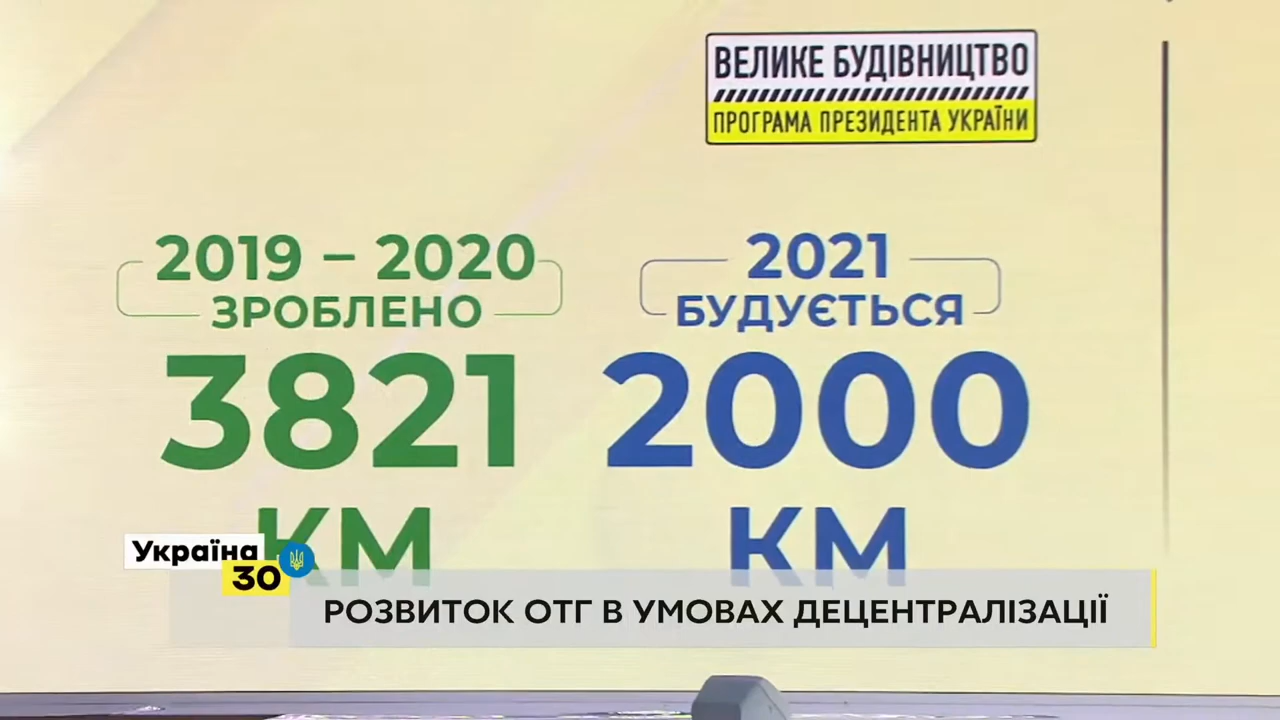 ВЕЛИКЕ БУДІВНИЦТВО
ПРОГРАМА ПРЕЗИДЕНТА УКРАЇНИ
2019 – 2020
ЗРОБЛЕНО
3821
КМ
2021
БУДУЄТЬСЯ
2000
КМ
Україна
30
РОЗВИТОК ОТГ В УМОВАХ ДЕЦЕНТРАЛІЗАЦІЇ